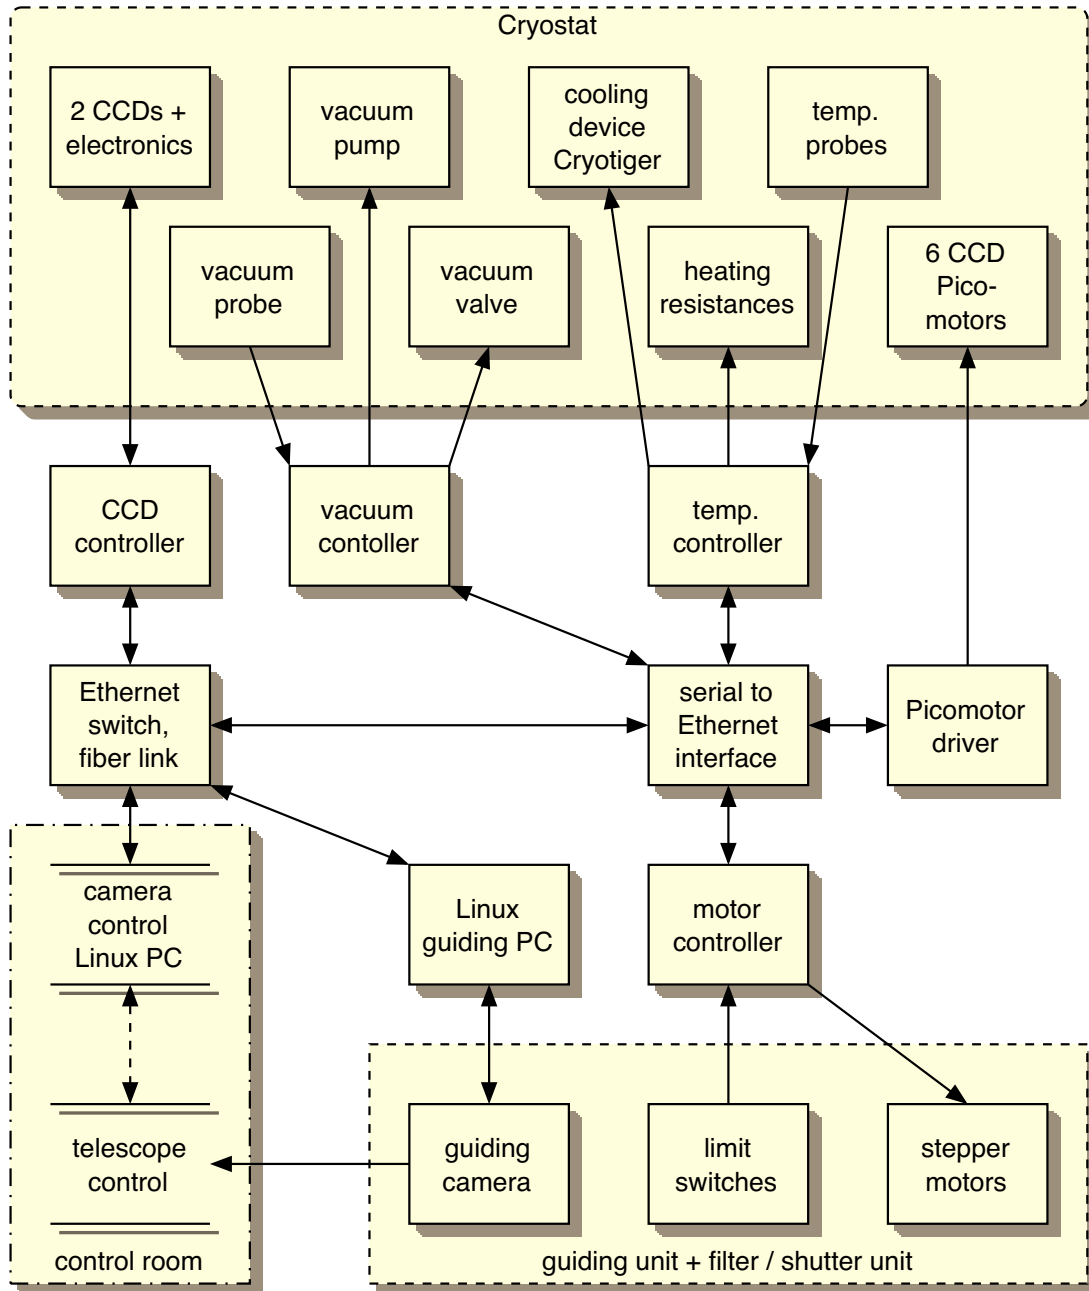 Cryostat
2 CCDs +
electronics
vacuum
pump
cooling
device
Cryotiger
temp.
probes
vacuum
probe
vacuum
valve
heating
resistances
6 CCD
Pico-
motors
CCD
controller
vacuum
contoller
temp.
controller
Ethernet
switch,
fiber link
serial to
Ethernet
interface
Picomotor
driver
camera
control
Linux PC
Linux
guiding PC
motor
controller
telescope
control
guiding
camera
limit
switches
stepper
motors
control room
guiding unit + filter / shutter unit